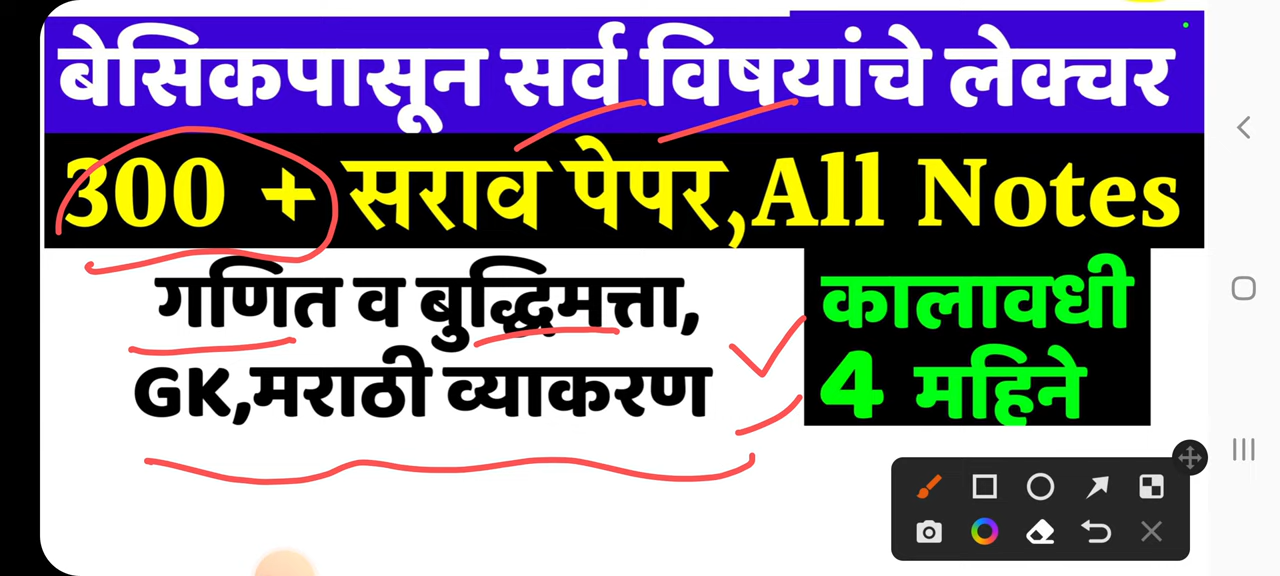 बेसिकपासून सर्व विषयांचे लेक्चर
300 + सराव पेपर,All Notes
गणित व बुद्धिमत्ता,
GK,मराठी व्याकरण
कालावधी
4 महिने